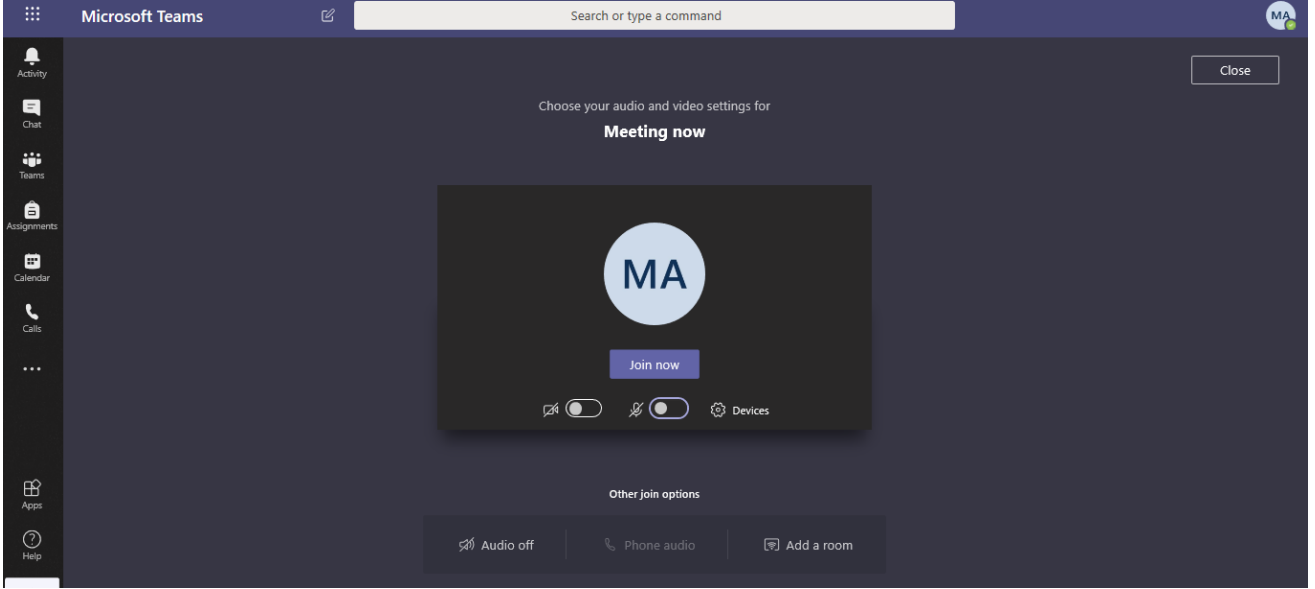 Microsoft Teams
Search or type a command
MA
Activity
Chat
Teams
Assignments
Calendar
Calls
Apps
Help
Close
Choose your audio and video settings for
Meeting now
MA
Join now
Devices
Other join options
Audio off
Phone audio
Add a room